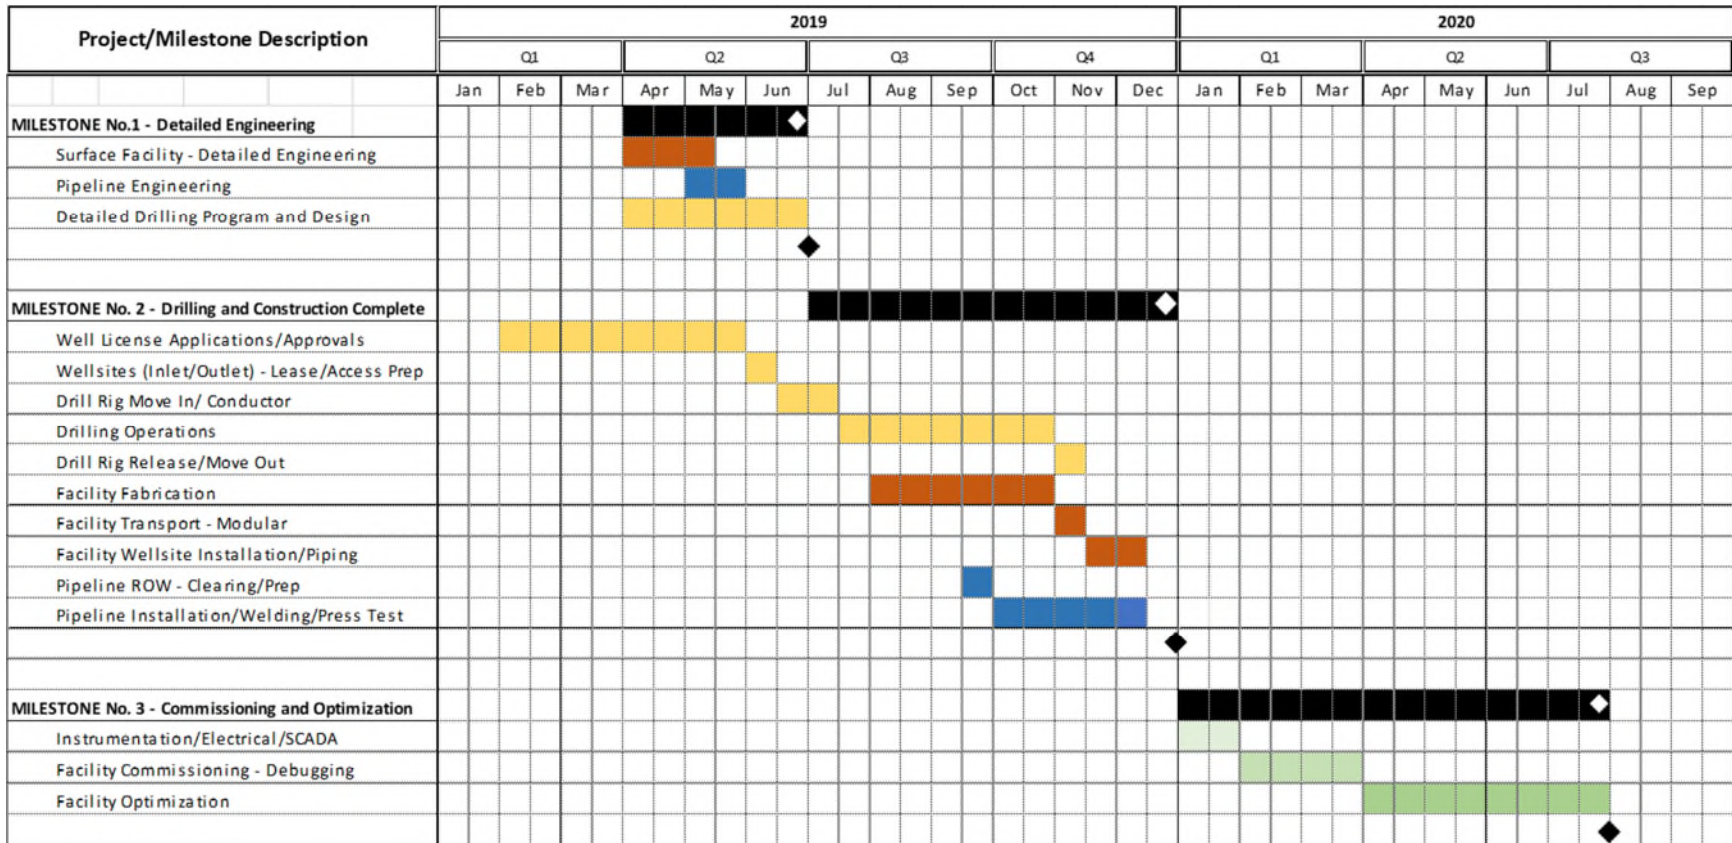 Project/Milestone Description
2019
2020
Q1 Q2 Q3 Q4 Q1 Q2 Q3
Jan Feb Mar Apr May Jun Jul Aug Sep Oct Nov Dec Jan Feb Mar Apr May Jun Jul Aug Sep
MILESTONE No.1 - Detailed Engineering
Surface Facility - Detailed Engineering
Pipeline Engineering
Detailed Drilling Program and Design
MILESTONE No. 2 - Drilling and Construction Complete
Well License Applications/Approvals
Wellsites (Inlet/Outlet) - Lease/Access Prep
Drill Rig Move In/ Conductor
Drilling Operations
Drill Rig Release/Move Out
Facility Fabrication
Facility Transport - Modular
Facility Wellsite Installation/Piping
Pipeline ROW - Clearing/Prep
Pipeline Installation/Welding/Press Test
MILESTONE No. 3 - Commissioning and Optimization
Instrumentation/Electrical/SCADA
Facility Commissioning - Debugging
Facility Optimization